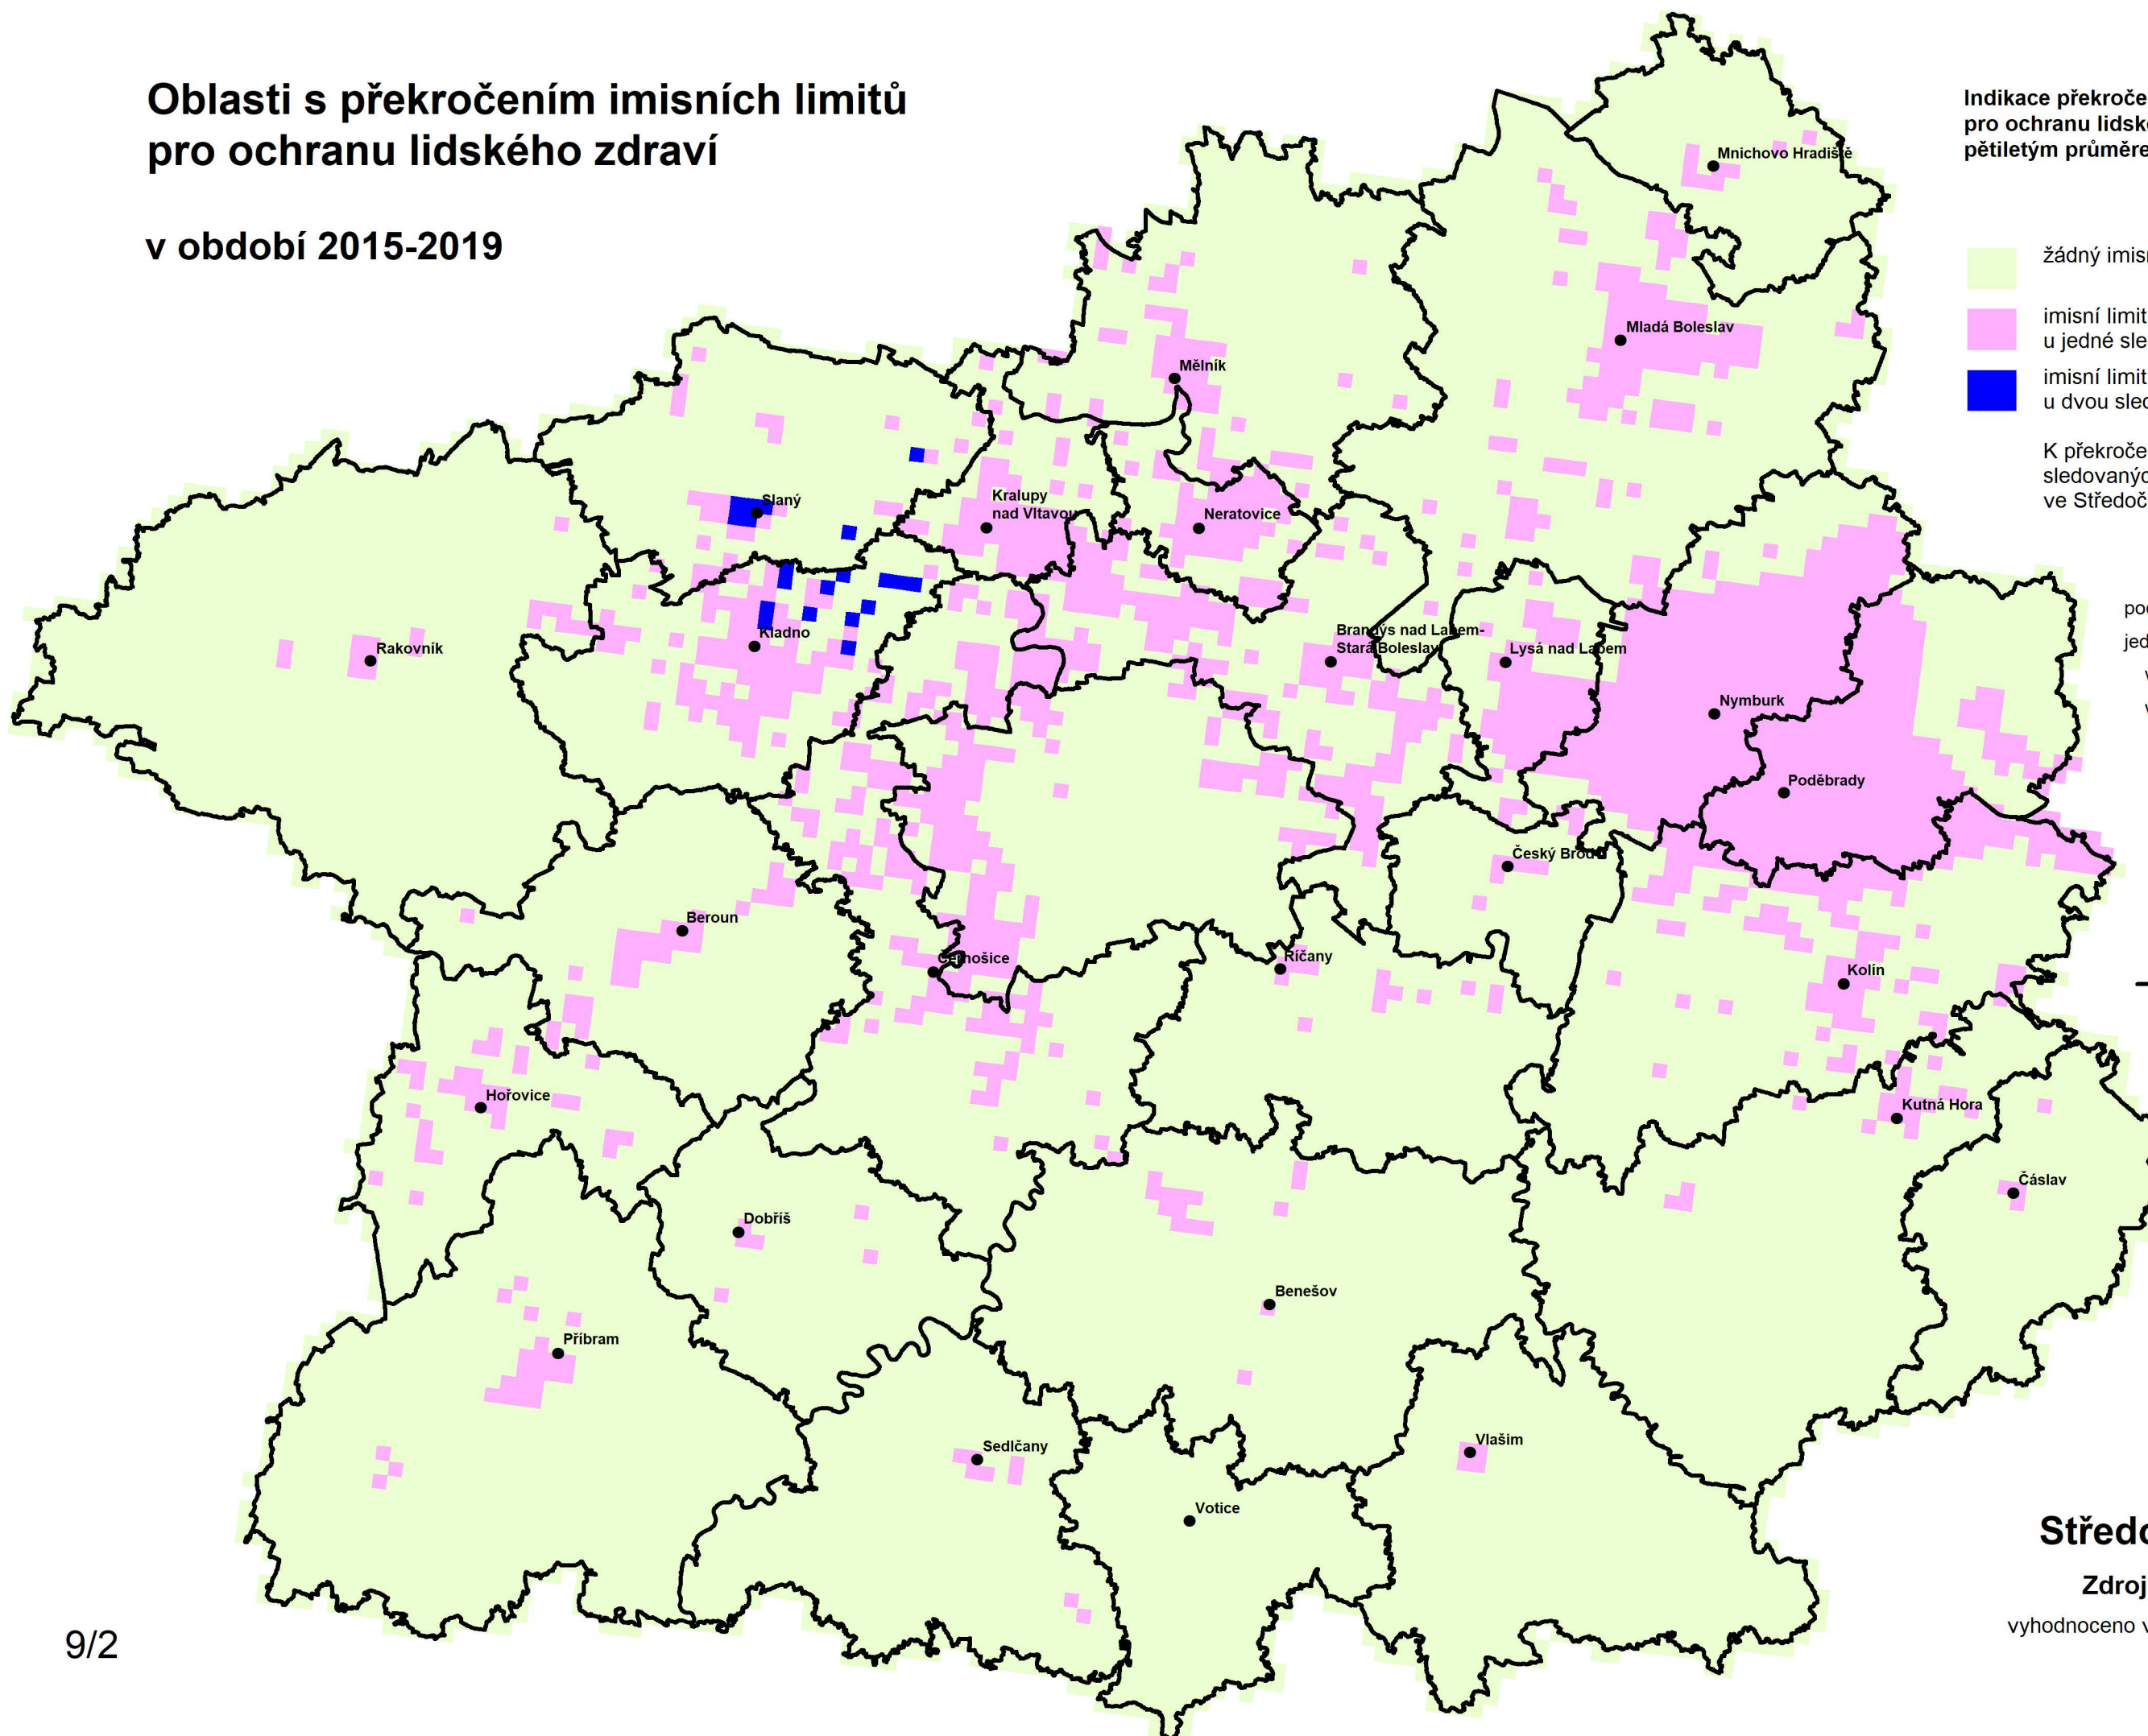 Oblasti s překročením imisních limitů
pro ochranu lidského zdraví
v období 2015-2019
Indikace překroče
pro ochranu lidsk
pětiletým průměre
žádný imis
imisní limit
u jedné sle
imisní limit
u dvou sled
K překroče
sledovaných
ve Středoč
Mnichovo Hradiště
Mladá Boleslav
Mělník
Slaný
Kralupy
nad Vltavou
Neratovice
Kladno
Rakovník
Brandýs nad Labem-
Stará Boleslav
Lysá nad Labem
Nymburk
Poděbrady
Český Brod
Beroun
Černošice
Říčany
Kolín
Hořovice
Kutná Hora
Čáslav
Dobříš
Benešov
Příbram
Sedlčany
Vlašim
Votice
Zdroj
vyhodnoceno v
9/2